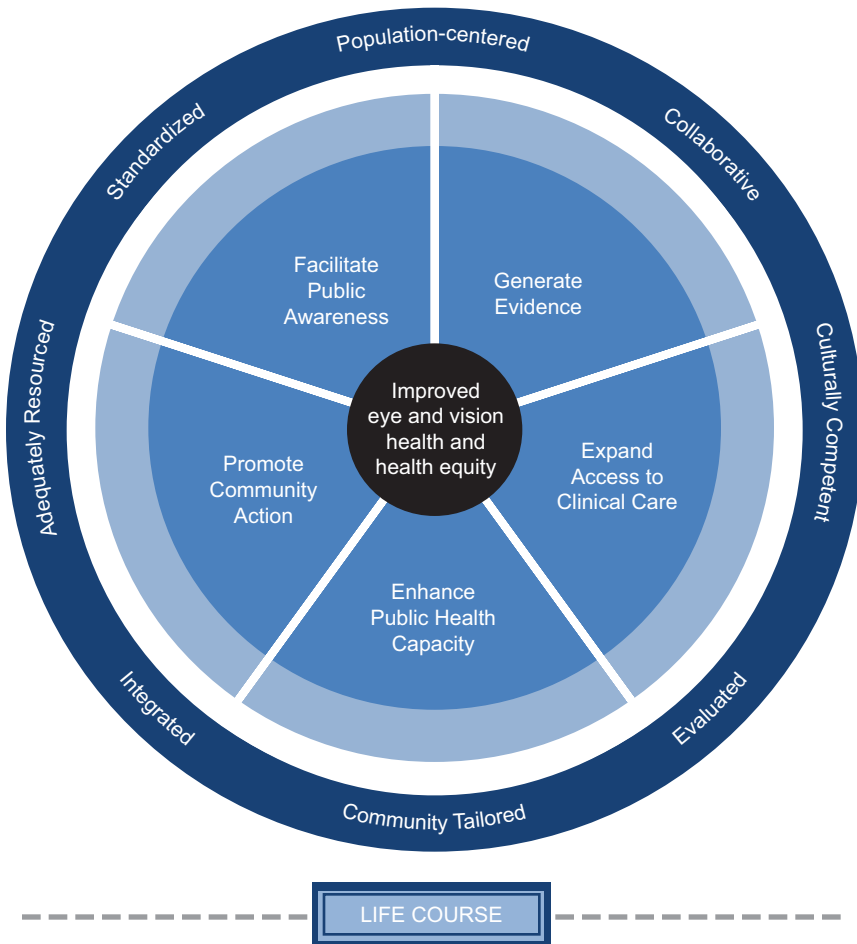 Population-centered
Collaborative
Culturally Competent
Evaluated
Community Tailored
Integrated
Adequately Resourced
Standardized
Facilitate
Public
Awareness
Generate
Evidence
Expand
Access to
Clinical Care
Enhance
Public Health
Capacity
Promote
Community
Action
Improved
eye and vision
health and
health equity
LIFE COURSE